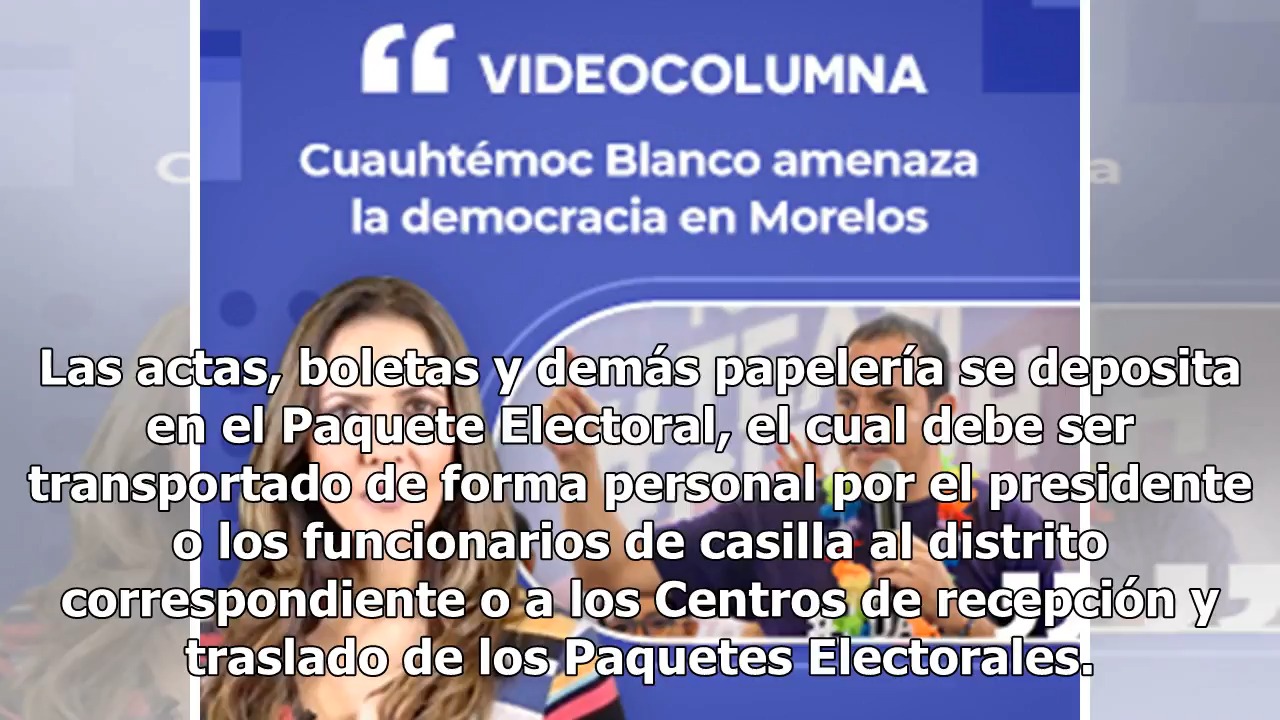 VIDEOCOLUMNA
Cuauhtémoc Blanco amenaza
la democracia en Morelos
Las actas, boletas y demás papelería se deposita
en el Paquete Electoral, el cual debe ser
transportado de forma personal por el presidente
o los funcionarios de casilla al distrito
correspondiente o a los Centros de recepción y
traslado de los Paquetes Electorales.